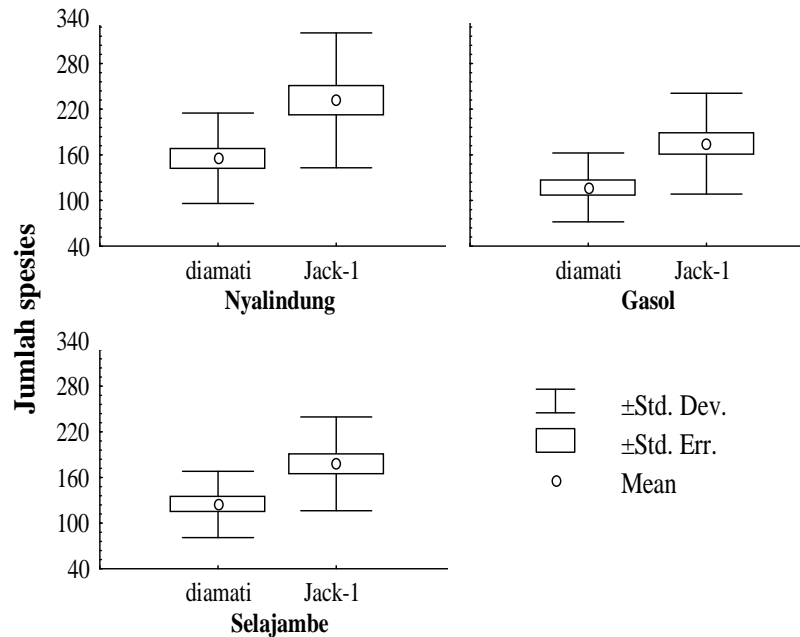 Jumlah spesies
340
280
220
160
100
40
diamati Jack-1
Nyalindung
diamati Jack-1
Gasol
340
280
220
160
100
40
diamati Jack-1
Selajambe
±Std. Dev.
±Std. Err.
Mean